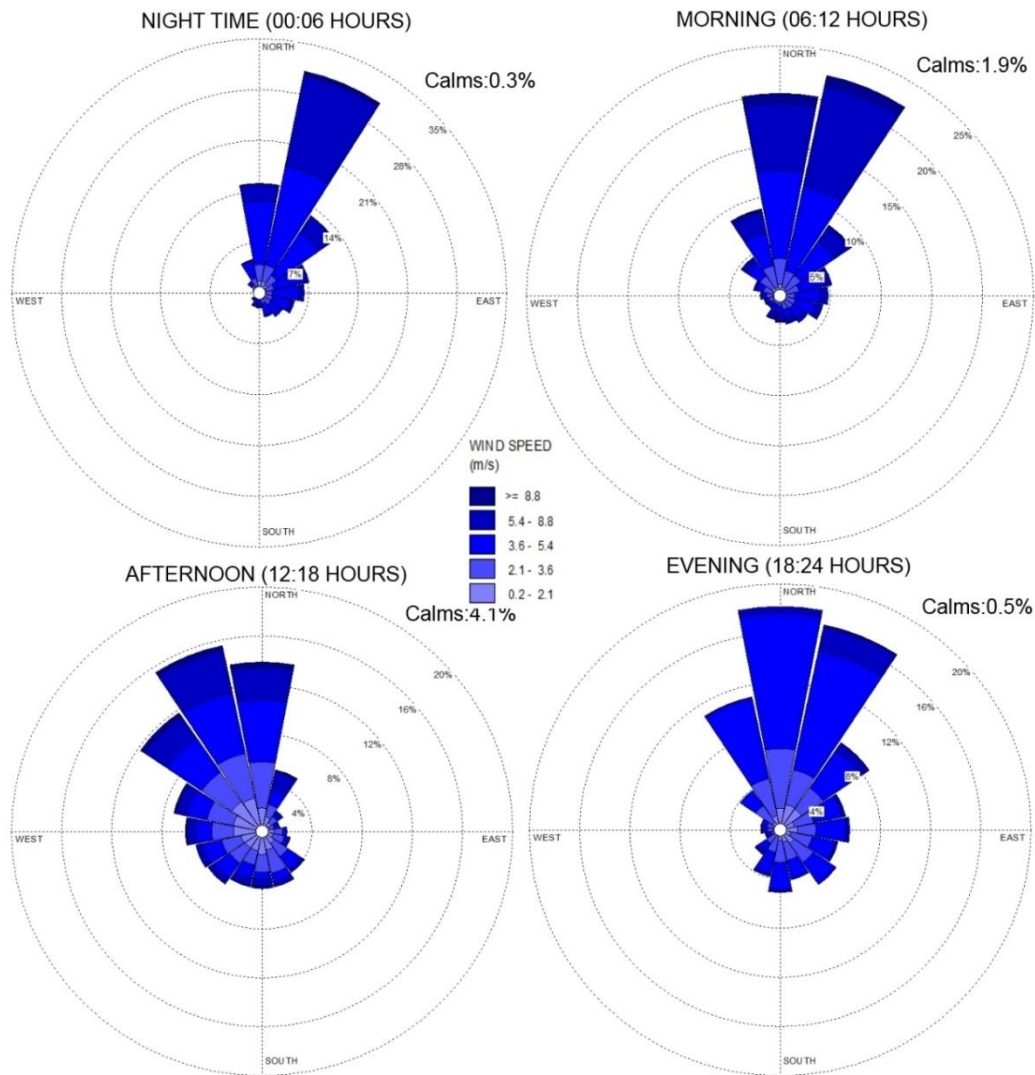 NIGHT TIME (00:06 HOURS)
NORTH
Calms:0.3%
35%
28%
21%
14%
7%
WEST
EAST
SOUTH
MORNING (06:12 HOURS)
NORTH
Calms:1.9%
25%
20%
15%
10%
5%
WEST
EAST
SOUTH
WIND SPEED
(m/s)
>= 8.8
5.4 - 8.8
3.6 - 5.4
2.1 - 3.6
0.2 - 2.1
AFTERNOON (12:18 HOURS)
NORTH
Calms:4.1%
20%
16%
12%
8%
4%
WEST
EAST
SOUTH
EVENING (18:24 HOURS)
NORTH
Calms:0.5%
20%
16%
12%
8%
4%
WEST
EAST
SOUTH